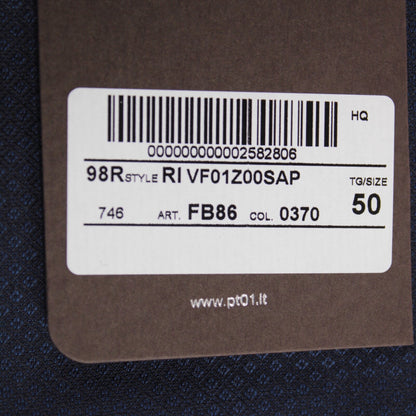 HQ
000000000002582806
98R STYLE RI VF01Z00SAP TG/SIZE
746 ART. FB86 COL. 0370 50
www.pt01.it